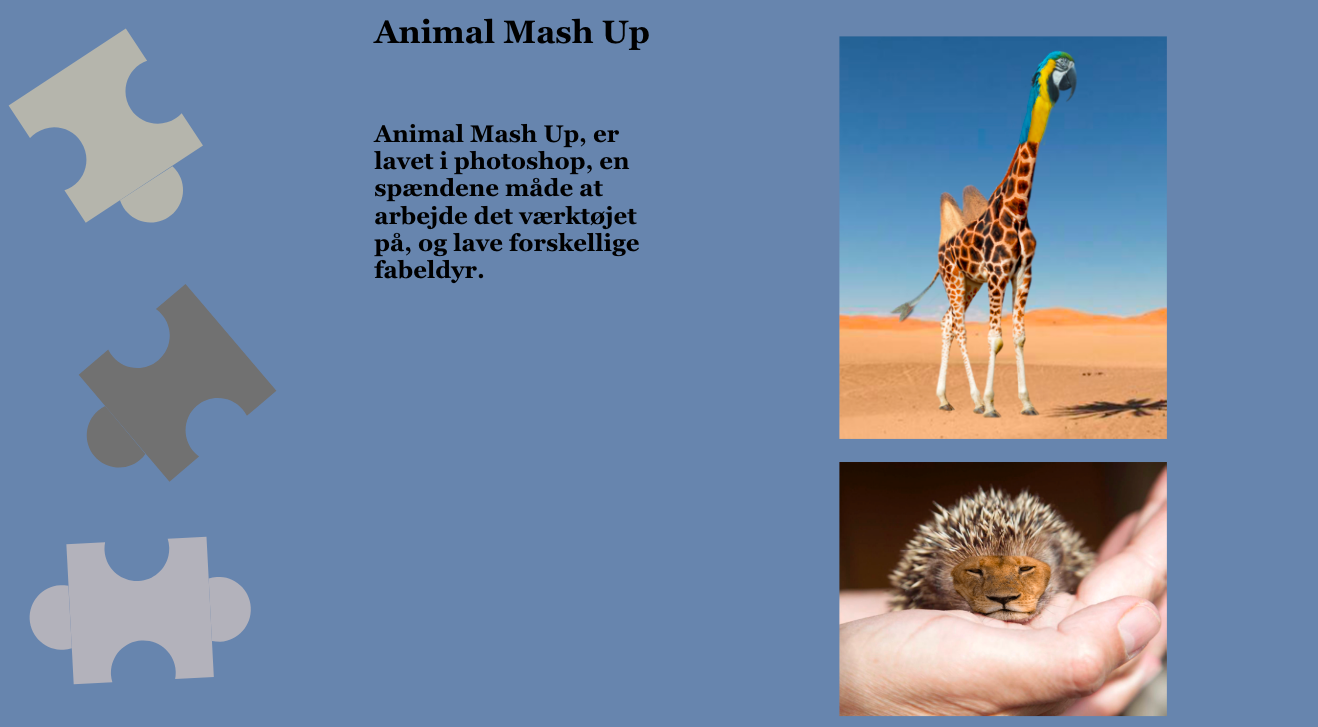 Animal Mash Up
Animal Mash Up, er
lavet i photoshop, en
spændene måde at
arbejde det værktøjet
på, og lave forskellige
fabeldyr.